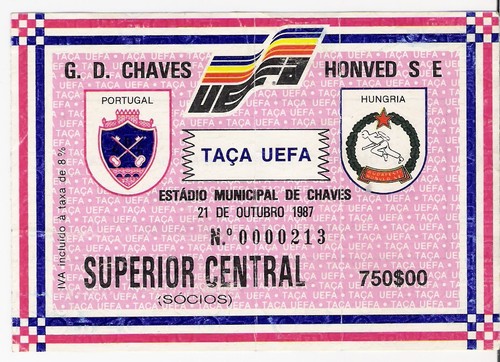 G. D. CHAVES
UEFA
HONVED S E
PORTUGAL
HUNGRIA
TAÇA UEFA
ESTÁDIO MUNICIPAL DE CHAVES
21 DE OUTUBRO 1987
N.º 0000213
SUPERIOR CENTRAL
(SÓCIOS)
750$00
IVA incluído à taxa de 8%